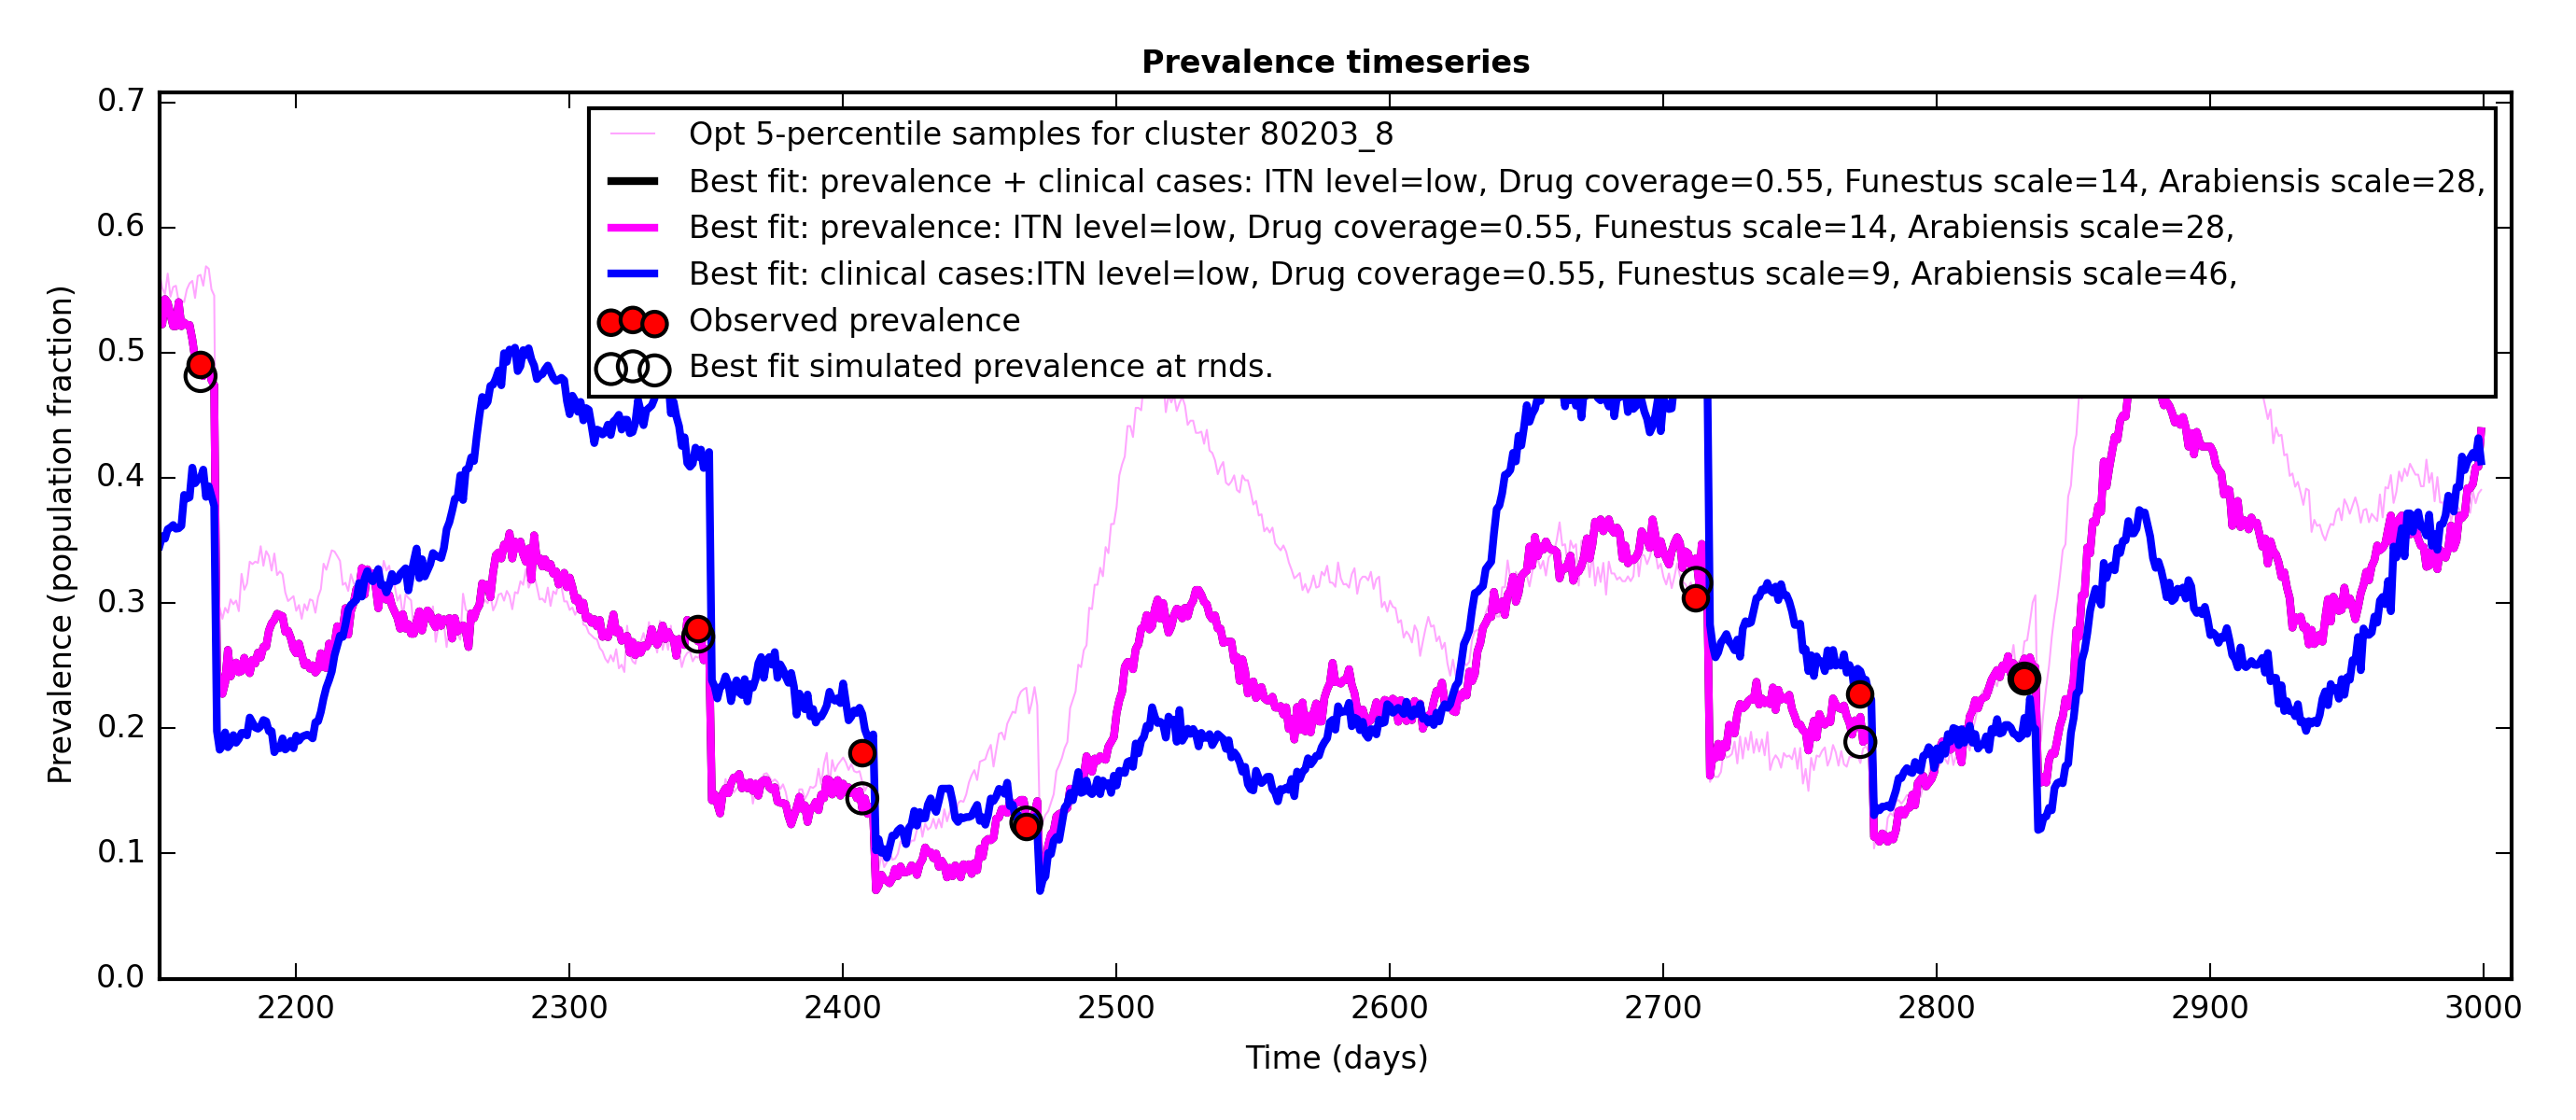 Prevalence timeseries
Opt 5-percentile samples for cluster 80203_8
Best fit: prevalence + clinical cases: ITN level=low, Drug coverage=0.55, Funestus scale=14, Arabiensis scale=28,
Best fit: prevalence: ITN level=low, Drug coverage=0.55, Funestus scale=14, Arabiensis scale=28,
Best fit: clinical cases:ITN level=low, Drug coverage=0.55, Funestus scale=9, Arabiensis scale=46,
Observed prevalence
Best fit simulated prevalence at rnds.
Prevalence (population fraction)
0.7
0.6
0.5
0.4
0.3
0.2
0.1
0.0
2200 2300 2400 2500 2600 2700 2800 2900 3000
Time (days)